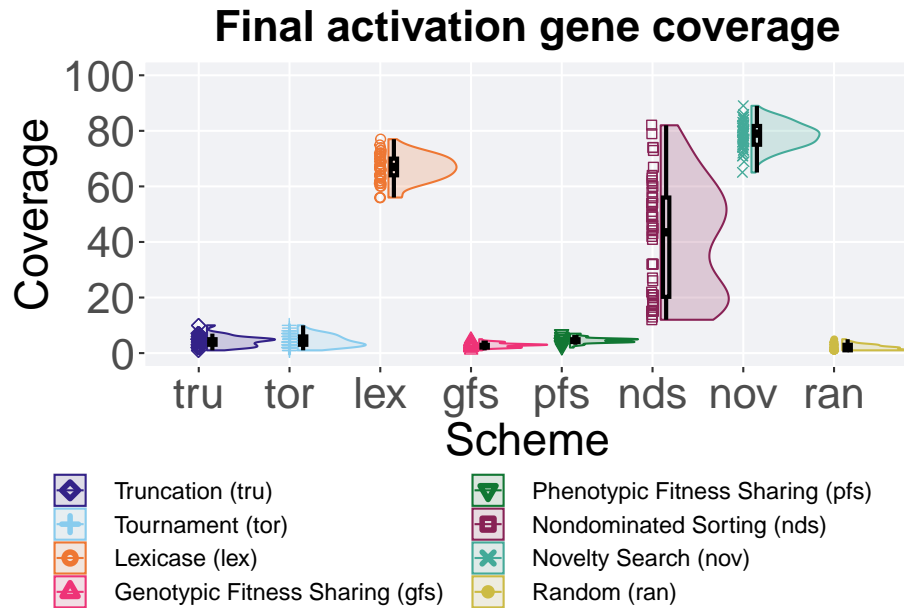 Final activation gene coverage
100
80
60
40
20
0
Coverage
tru tor lex gfs pfs nds nov ran
Scheme
Truncation (tru)
Tournament (tor)
Lexicase (lex)
Genotypic Fitness Sharing (gfs)
Phenotypic Fitness Sharing (pfs)
Nondominated Sorting (nds)
Novelty Search (nov)
Random (ran)